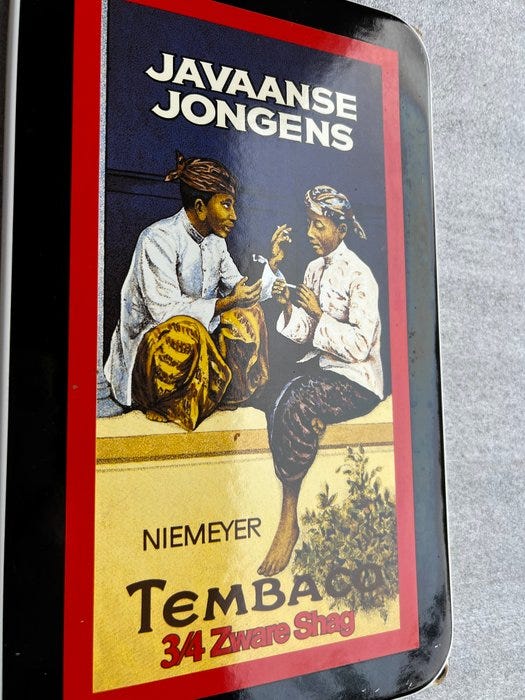 JAVAANSE
JONGENS
NIEMEYER
TEMBACO
3/4 Zware Shag